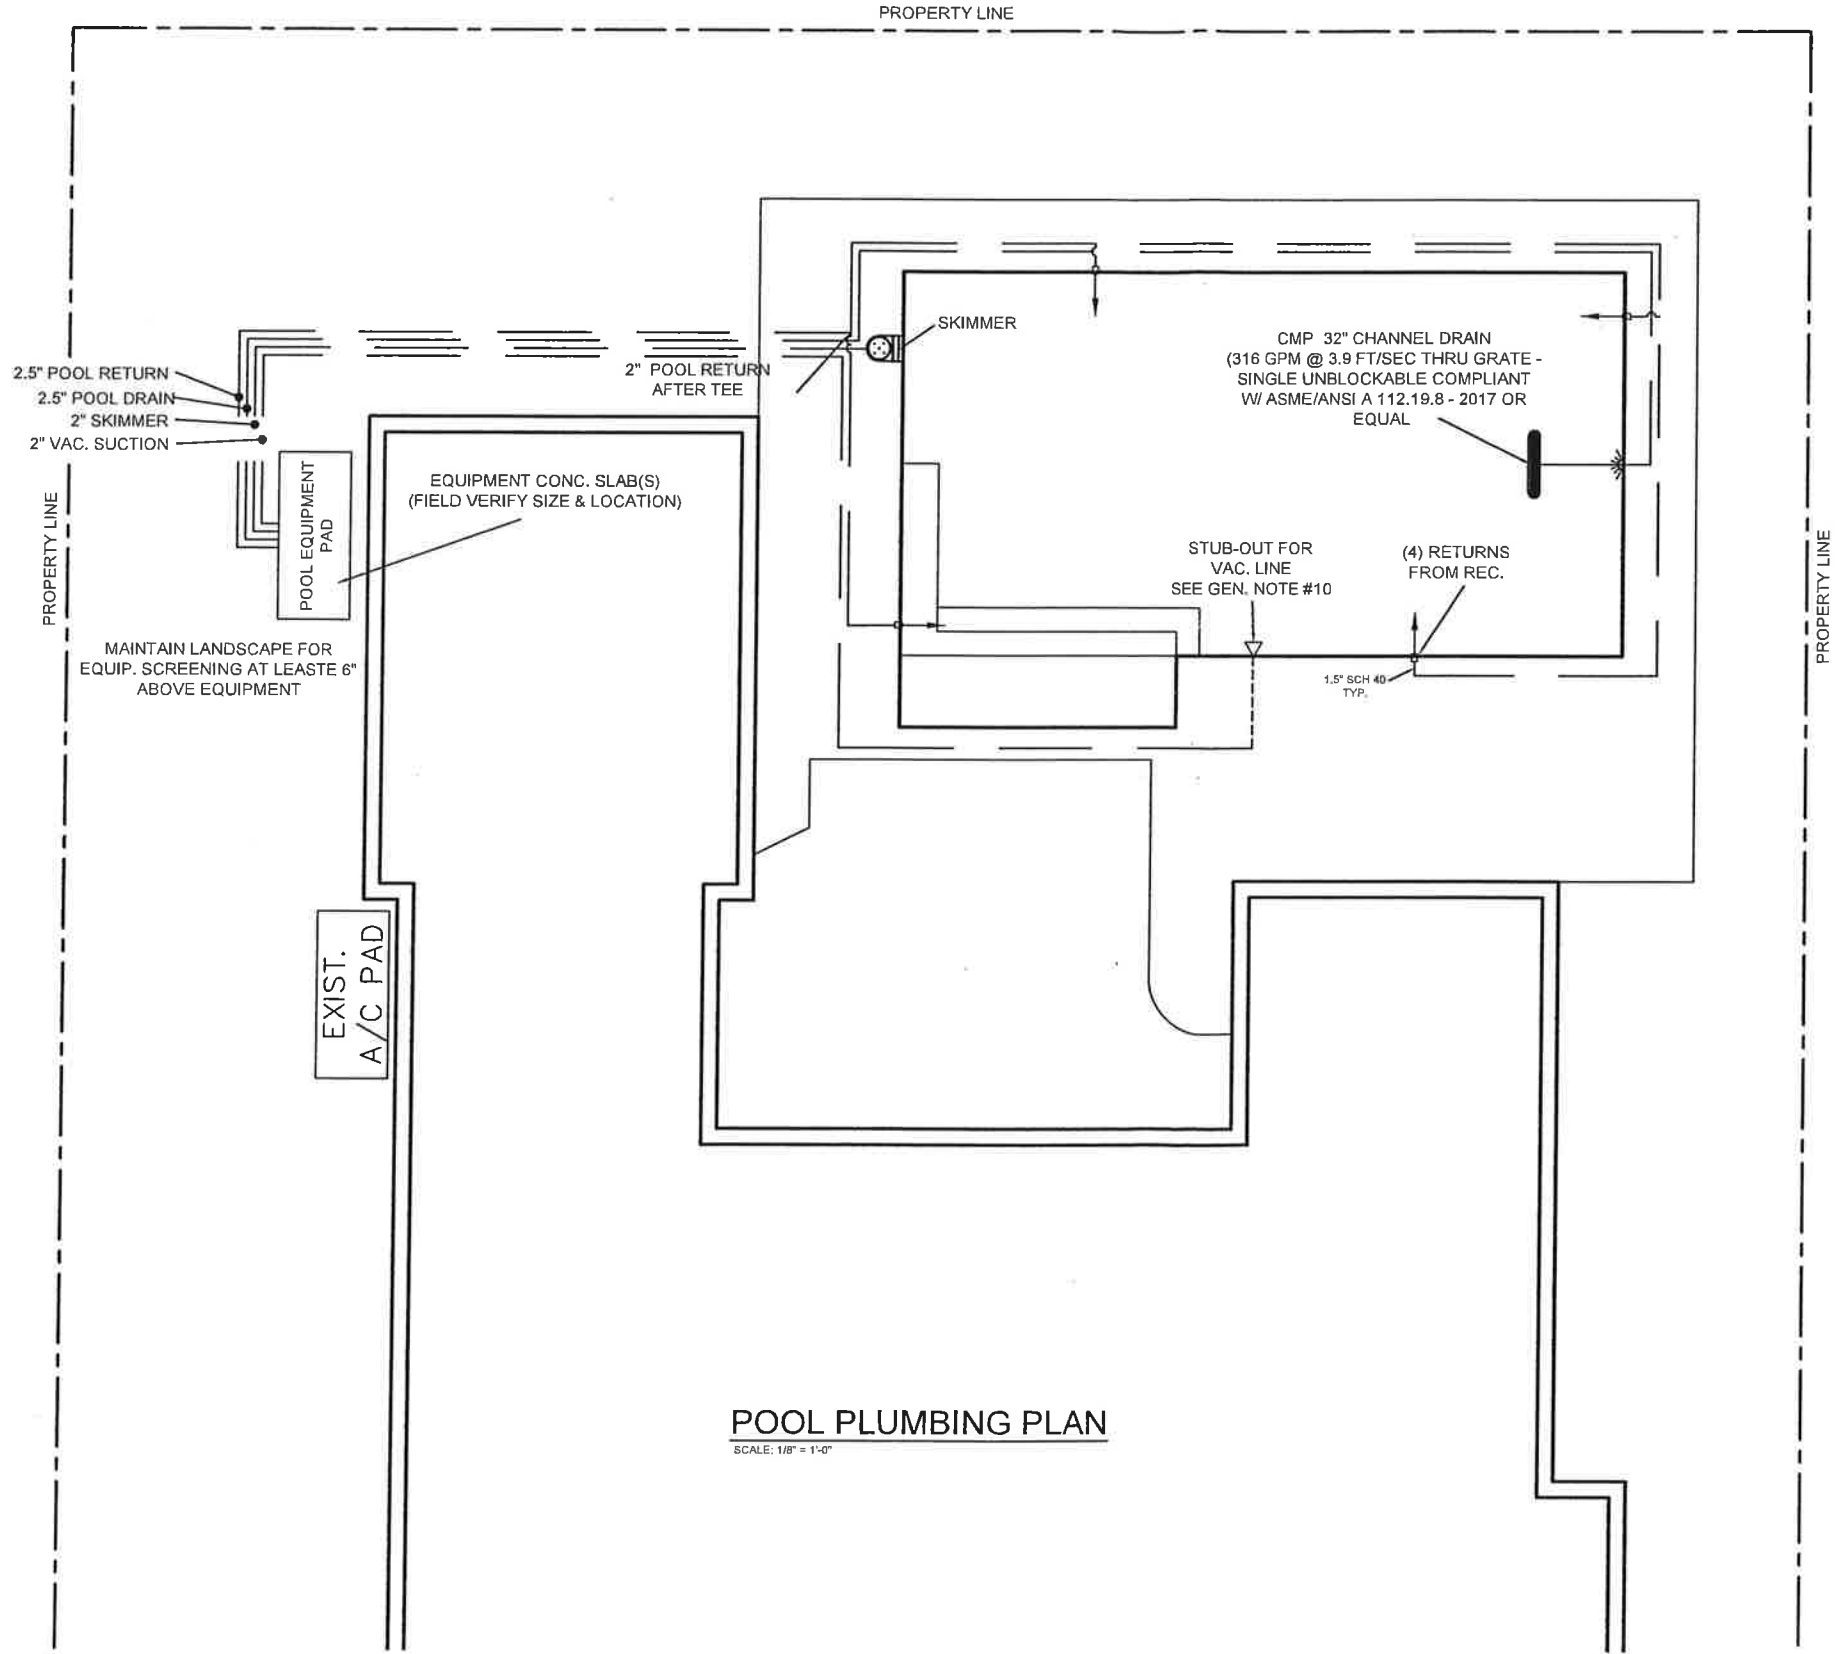 PROPERTY LINE
SKIMMER
CMP 32" CHANNEL DRAIN
(316 GPM @ 3.9 FT/SEC THRU GRATE -
SINGLE UNBLOCKABLE COMPLIANT
W/ ASME/ANSI A 112.19.8 - 2017 OR
EQUAL
2" POOL RETURN
AFTER TEE
2.5" POOL RETURN
2.5" POOL DRAIN
2" SKIMMER
2" VAC. SUCTION
EQUIPMENT CONC. SLAB(S)
(FIELD VERIFY SIZE & LOCATION)
POOL EQUIPMENT
PAD
PROPERTY LINE
PROPERTY LINE
STUB-OUT FOR
VAC. LINE
SEE GEN. NOTE #10
(4) RETURNS
FROM REC.
MAINTAIN LANDSCAPE FOR
EQUIP. SCREENING AT LEASTE 6"
ABOVE EQUIPMENT
1.5" SCH 40
TYP.
EXIST.
A/C PAD
POOL PLUMBING PLAN
SCALE: 1/8" = 1'-0"